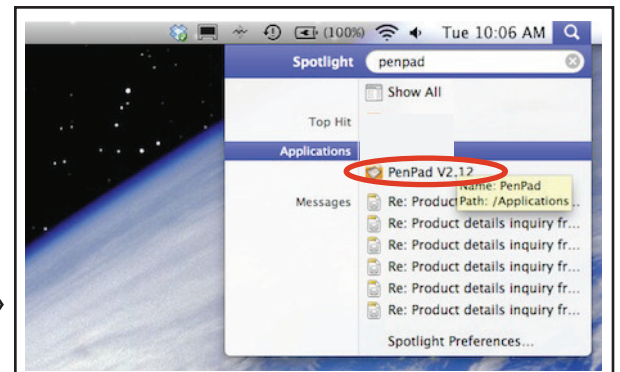 (100%) Tue 10:06 AM
Spotlight penpad
Show All
Top Hit
Applications
PenPad V2.12
Name: PenPad
Path: /Applications
Messages Re: Product
Re: Product details inquiry fr...
Re: Product details inquiry fr...
Re: Product details inquiry fr...
Re: Product details inquiry fr...
Re: Product details inquiry fr...
Spotlight Preferences...